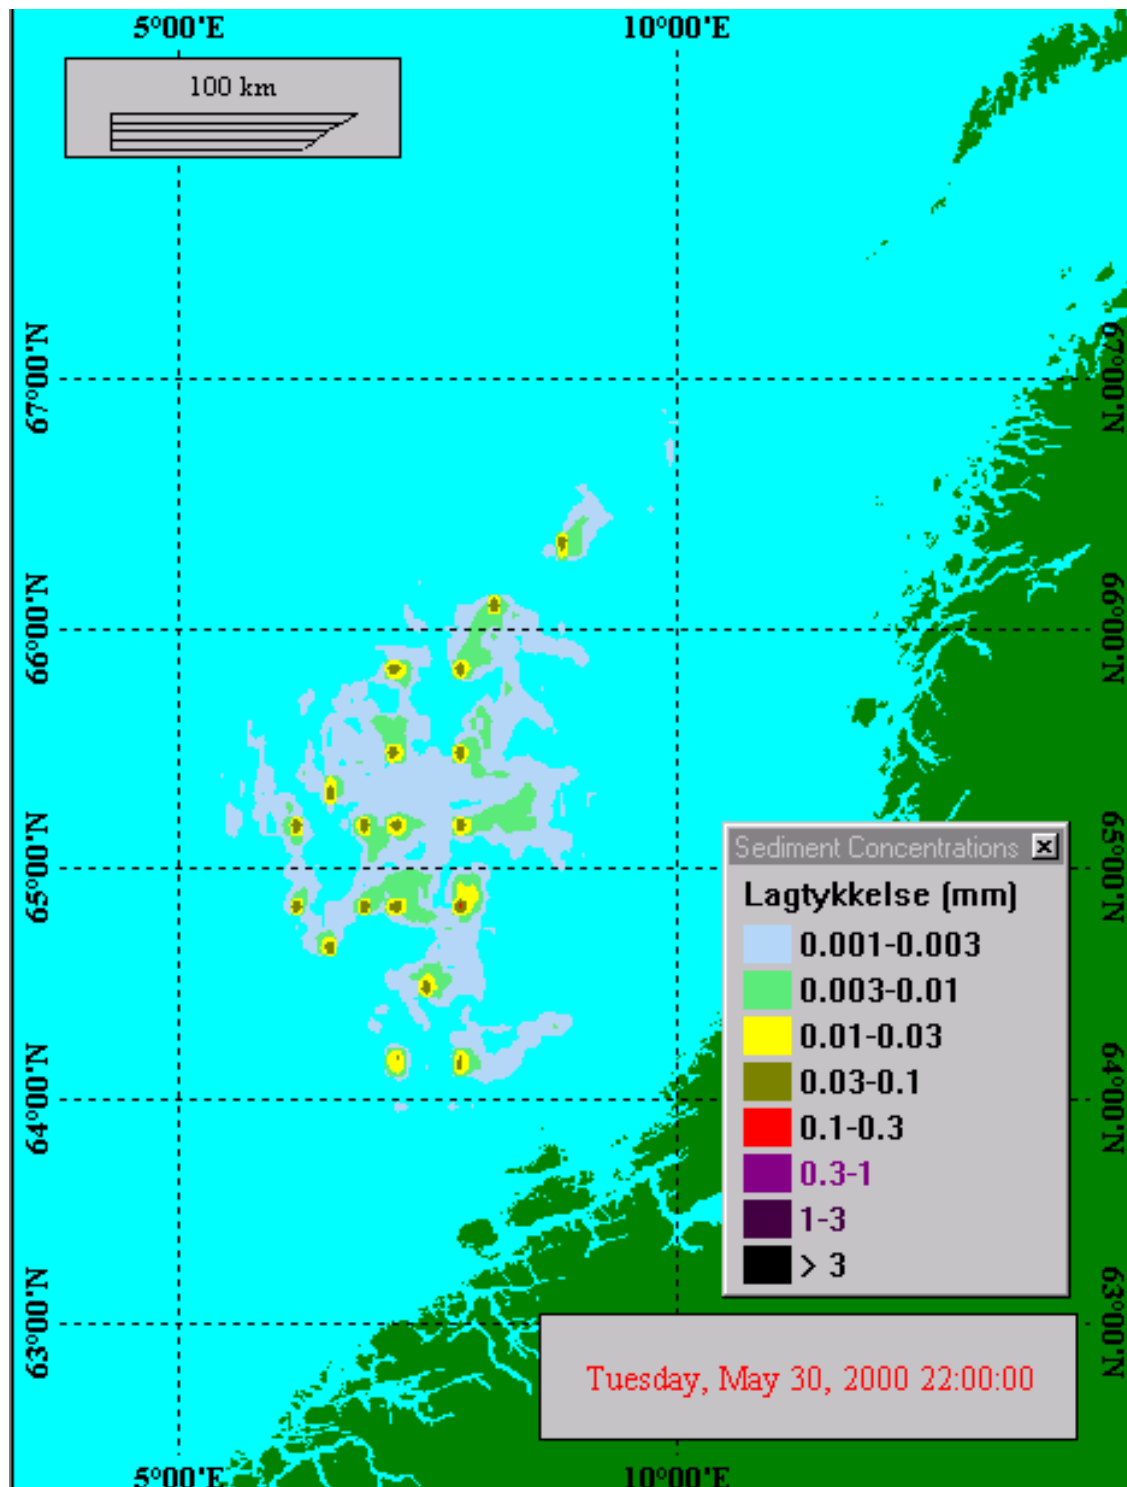 5°00'E 10°00'E
100 km
67°00'N 67°00'N
66°00'N 66°00'N
65°00'N 65°00'N
Sediment Concentrations
Lagtykkelse (mm)
0.001-0.003
0.003-0.01
0.01-0.03
0.03-0.1
0.1-0.3
0.3-1
1-3
> 3
64°00'N 64°00'N
63°00'N 63°00'N
Tuesday, May 30, 2000 22:00:00
5°00'E 10°00'E